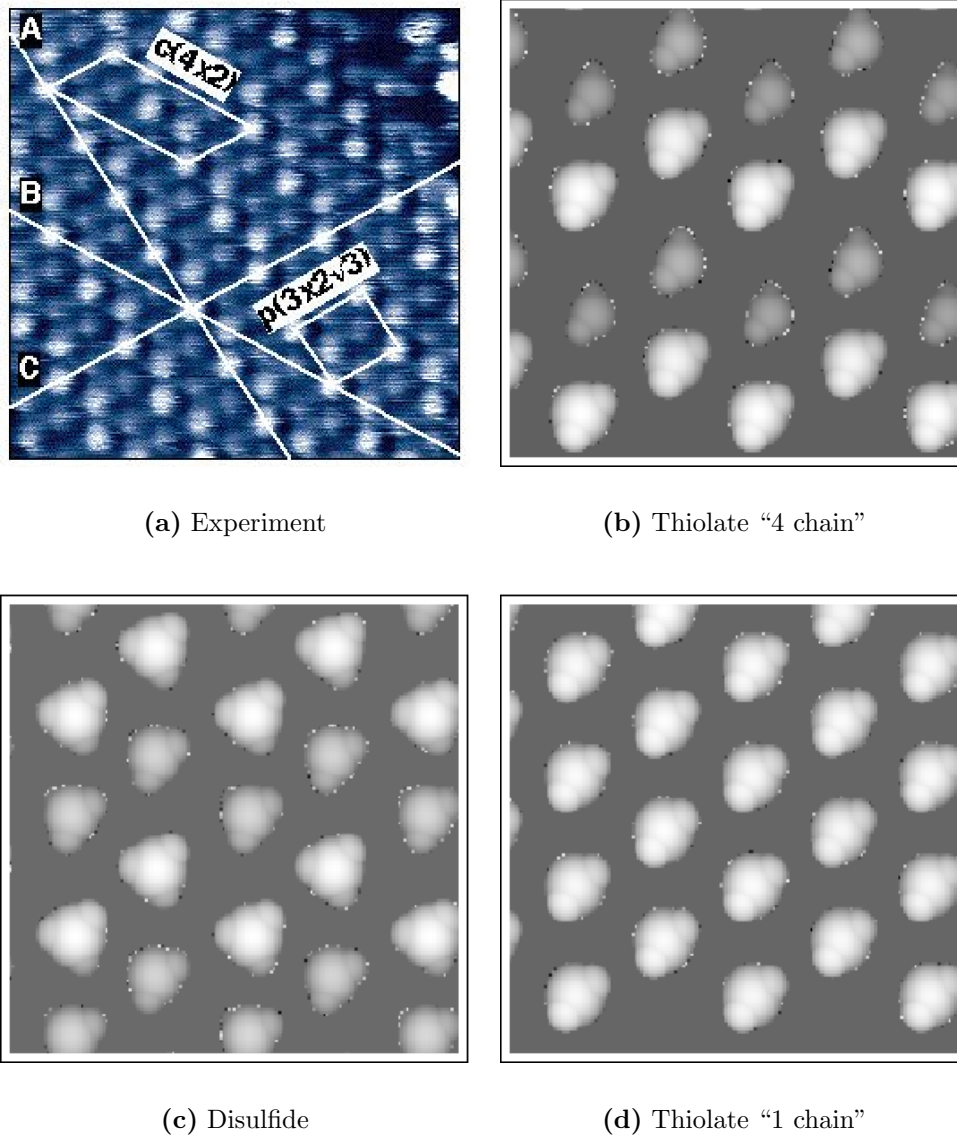 A
c(4x2)
B
p(3x2√3)
C
(a) Experiment
(b) Thiolate “4 chain”
(c) Disulfide
(d) Thiolate “1 chain”